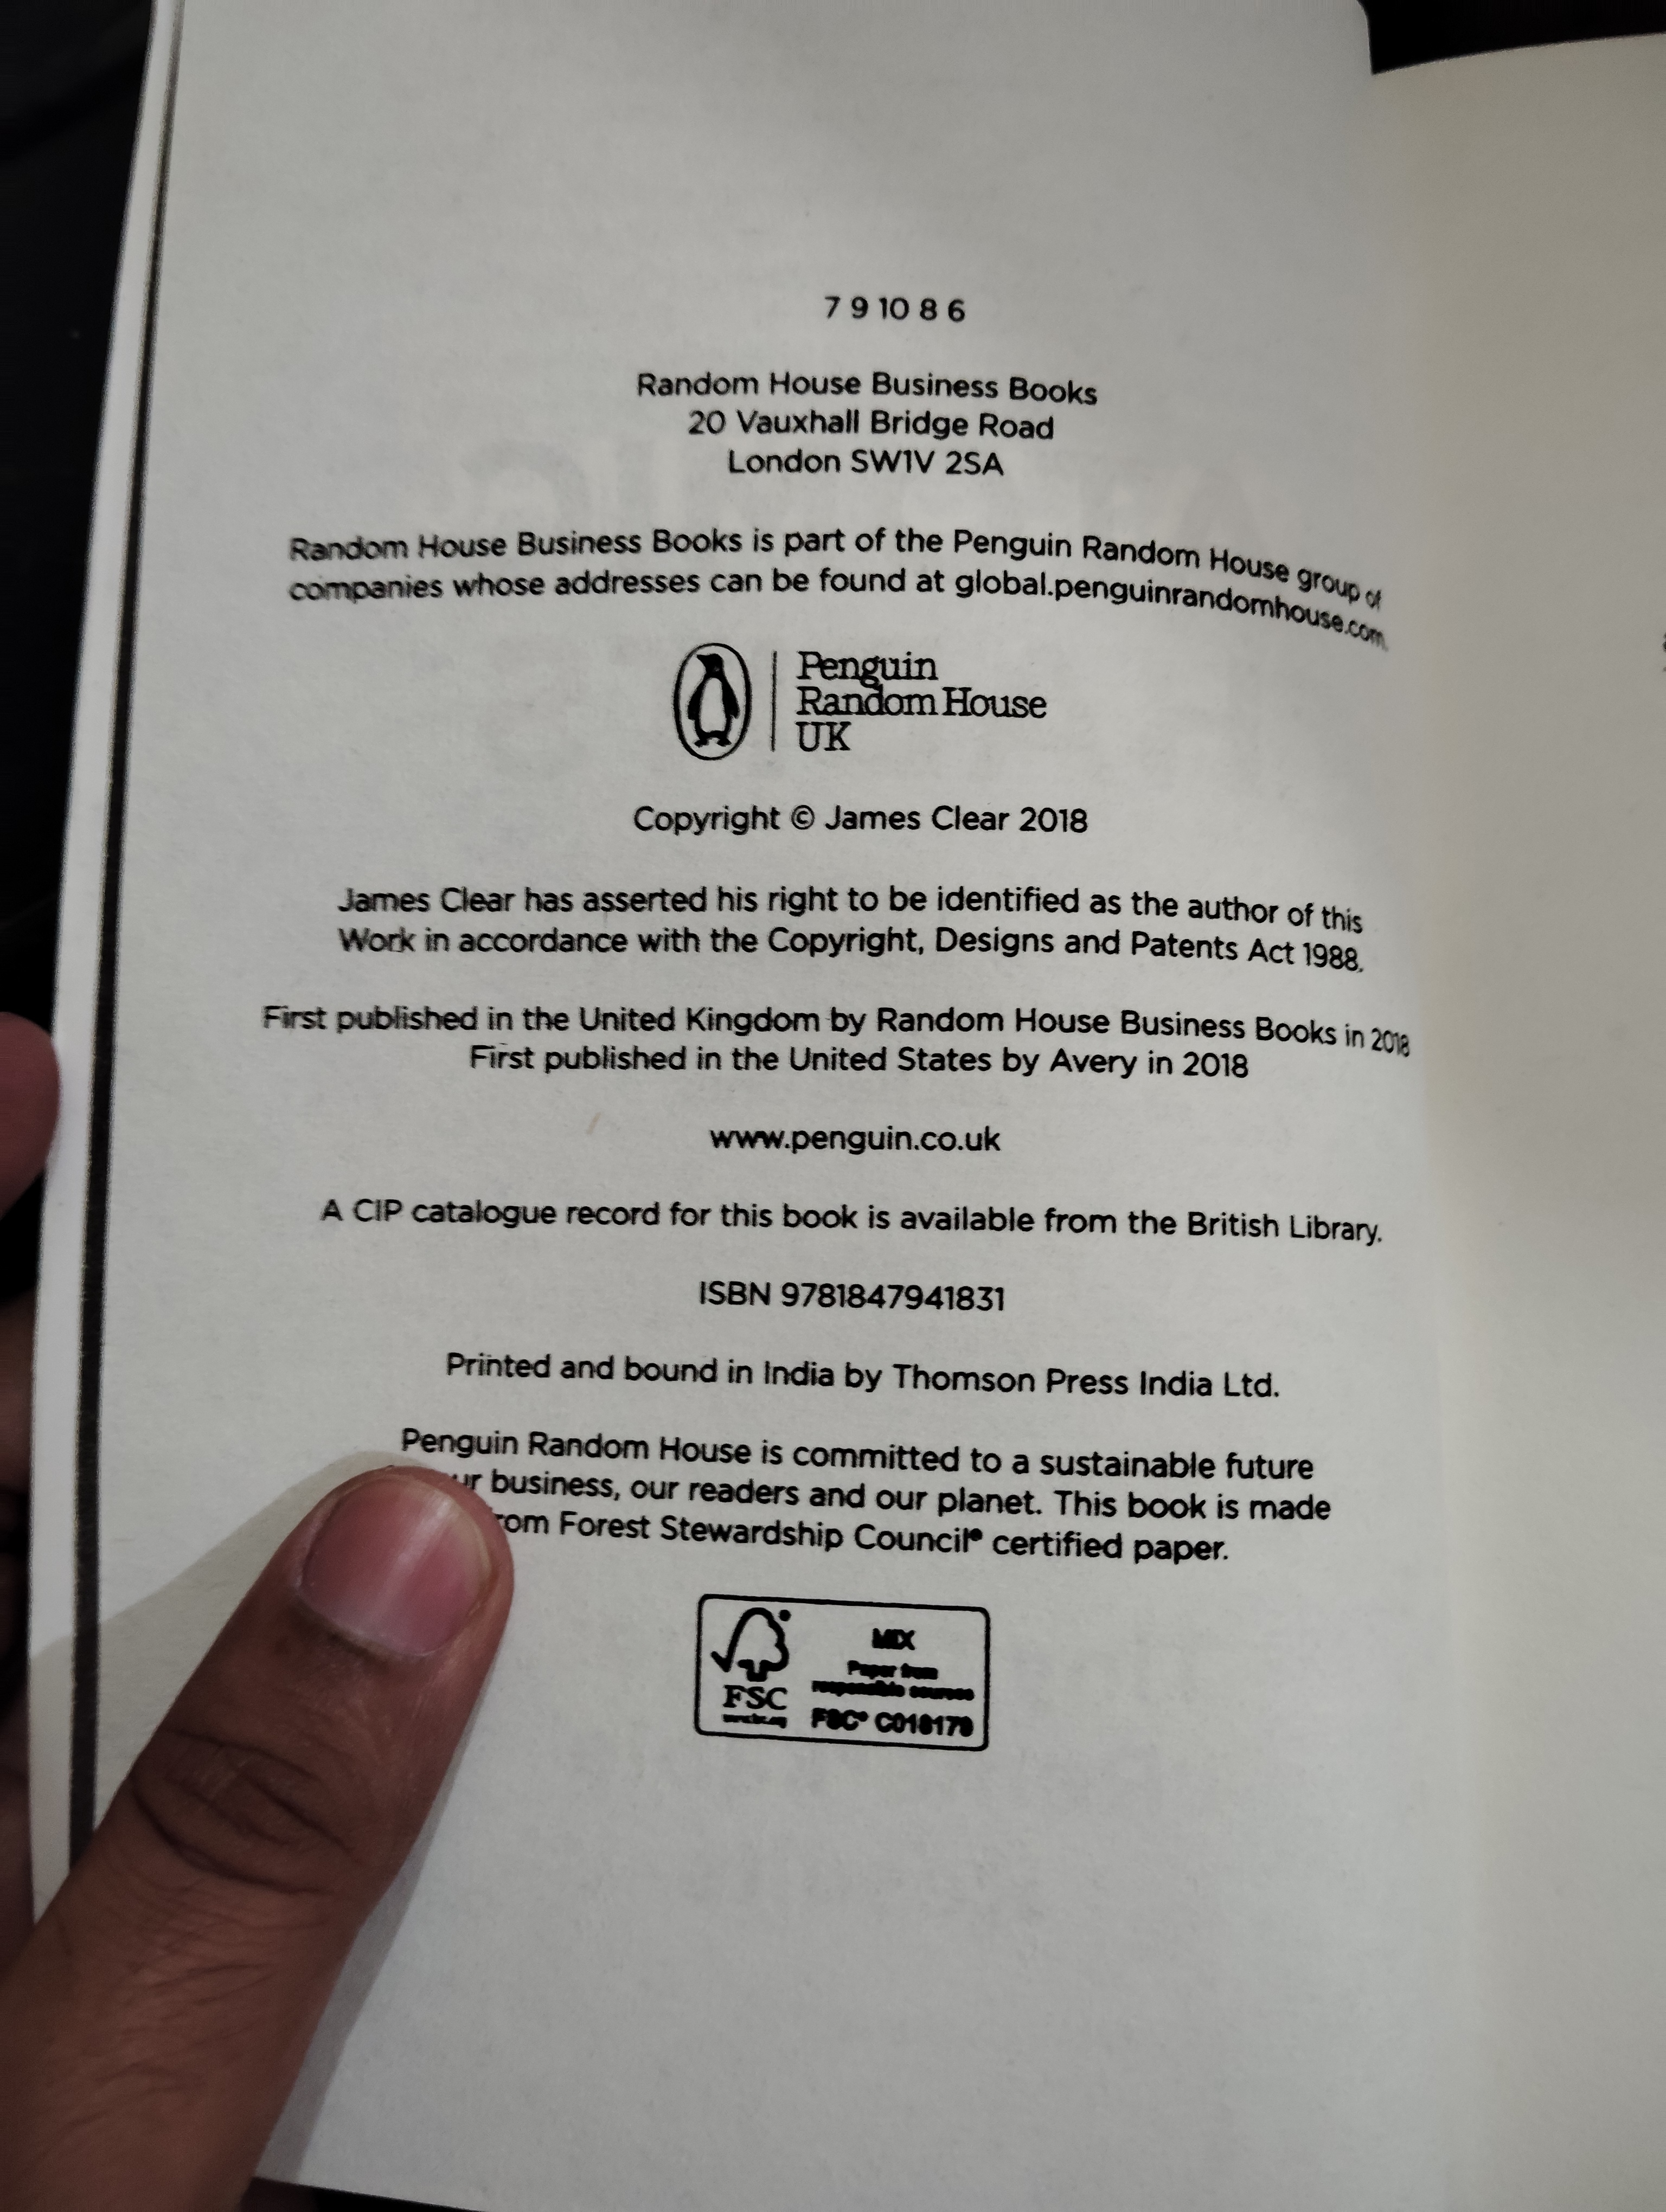 7 9 10 8 6
Random House Business Books
20 Vauxhall Bridge Road
London SW1V 2SA
Random House Business Books is part of the Penguin Random House group of
companies whose addresses can be found at global.penguinrandomhouse.com.
Penguin
Random House
UK
Copyright © James Clear 2018
James Clear has asserted his right to be identified as the author of this
Work in accordance with the Copyright, Designs and Patents Act 1988.
First published in the United Kingdom by Random House Business Books in 2018
First published in the United States by Avery in 2018
www.penguin.co.uk
A CIP catalogue record for this book is available from the British Library.
ISBN 9781847941831
Printed and bound in India by Thomson Press India Ltd.
Penguin Random House is committed to a sustainable future
business, our readers and our planet. This book is made
Forest Stewardship Council® certified paper.
MIX
Paper from
responsible sources
FSC
FSC® C018179